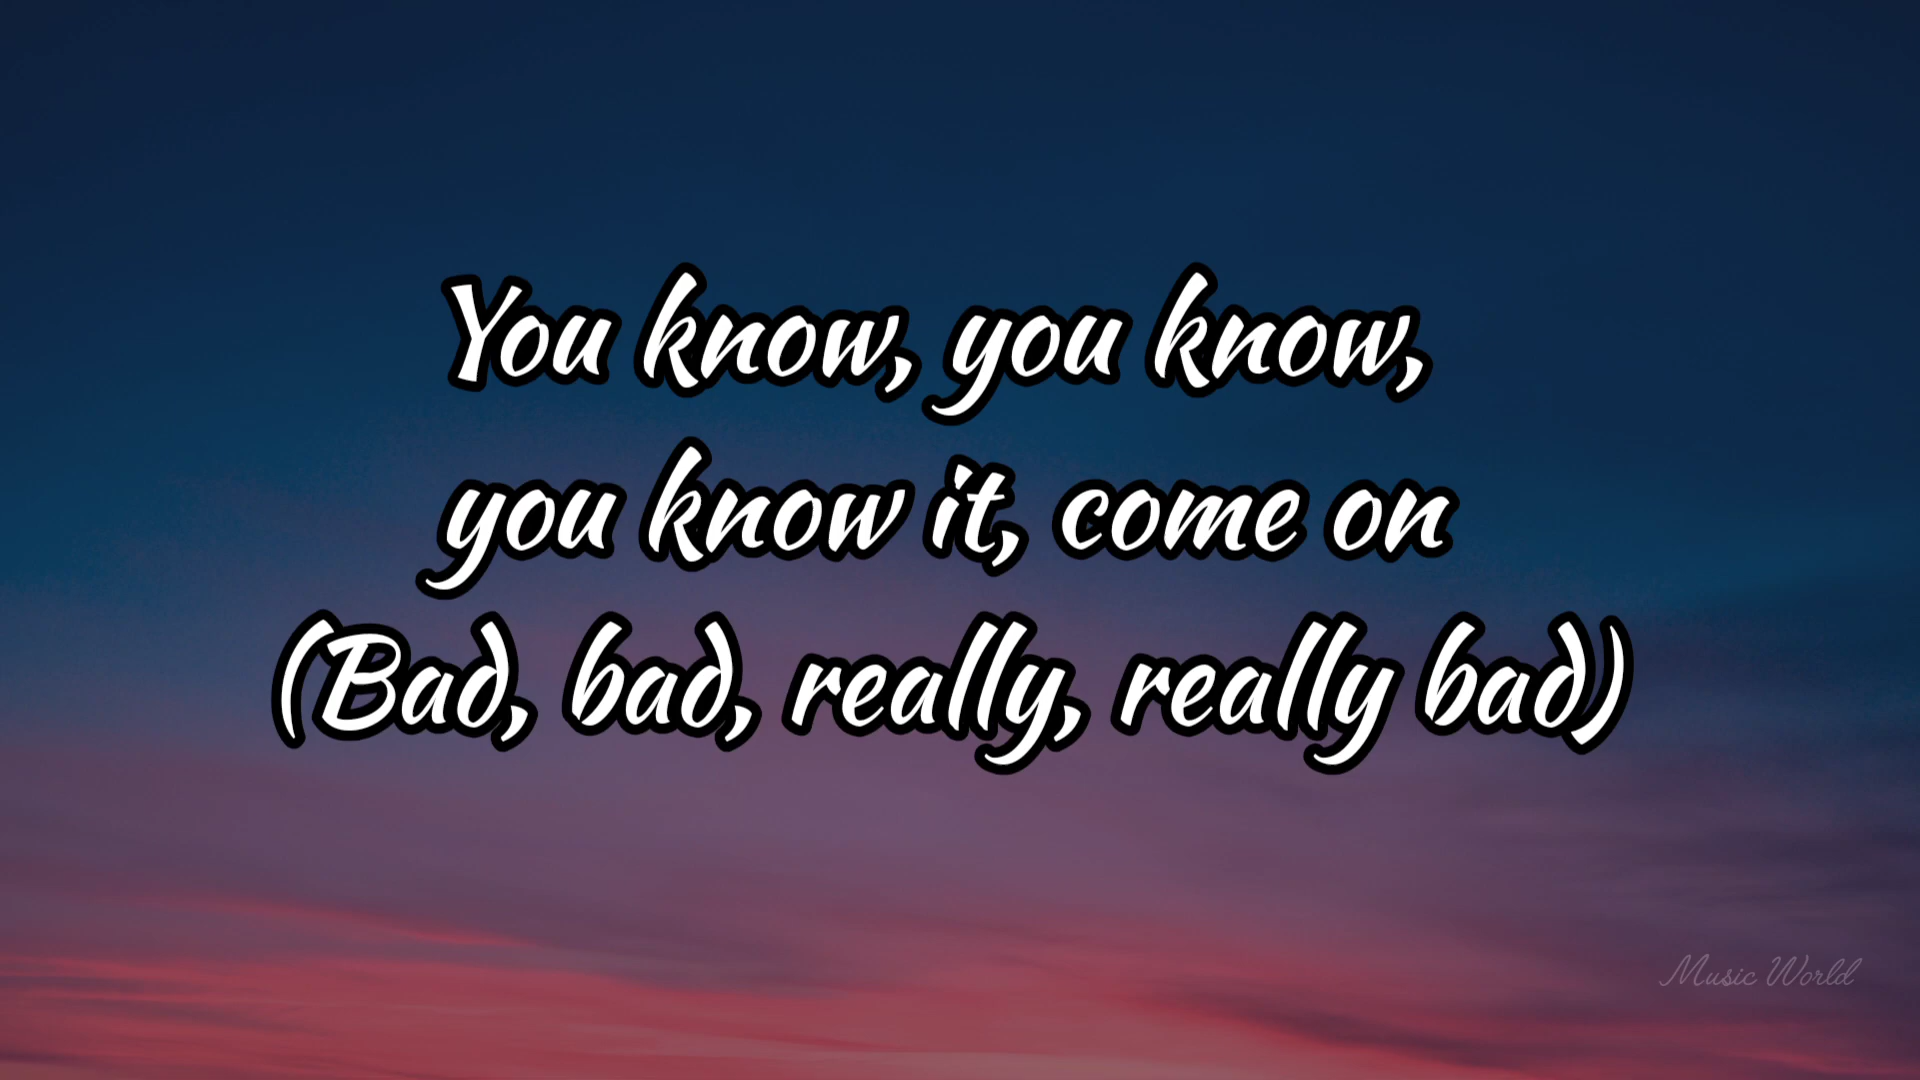 You know, you know,
you know it, come on
(Bad, bad, really, really bad)
Music World